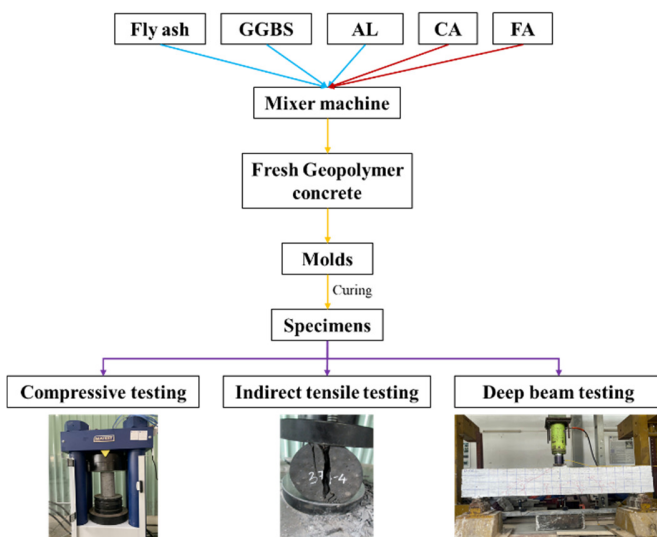 Fly ash
GGBS
AL
CA
FA
Mixer machine
Fresh Geopolymer
concrete
Molds
Curing
Specimens
Compressive testing
Indirect tensile testing
Deep beam testing
MATEST